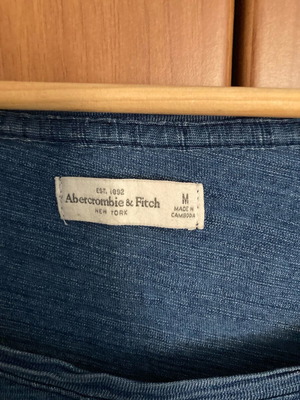 EST. 1892
Abercrombie & Fitch
NEW YORK
M
MADE IN
CAMBODIA